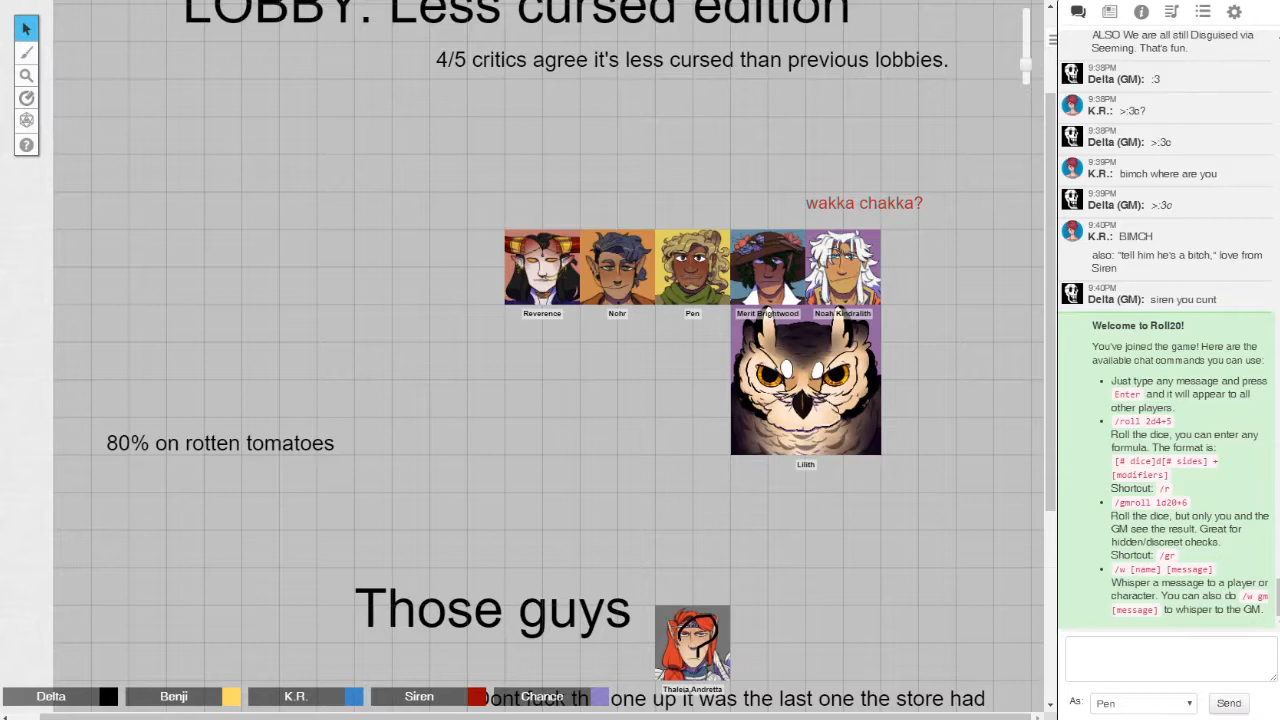 LOBBY: Less cursed edition
4/5 critics agree it's less cursed than previous lobbies.
wakka chakka?
Reverence
Nohr
Pen
Merit Brightwood
Noah Kindralith
Lilith
80% on rotten tomatoes
Those guys
Thaleia Andretta
Dont fuck th one up it was the last one the store had
Delta
Benji
K.R.
Siren
Chance
ALSO We are all still Disguised via
Seeming. That's fun.
9:38PM
Delta (GM): :3
9:38PM
K.R.: >:3c?
9:38PM
Delta (GM): >:3c
9:39PM
K.R.: bimch where are you
9:39PM
Delta (GM): >:3c
9:40PM
K.R.: BIMCH
also: "tell him he's a bitch," love from
Siren
9:40PM
Delta (GM): siren you cunt
Welcome to Roll20!
You've joined the game! Here are the
available chat commands you can use:
• Just type any message and press
Enter and it will appear to all
other players.
• /roll 2d4+5
Roll the dice, you can enter any
formula. The format is:
[# dice]d[# sides] +
[modifiers]
Shortcut: /r
• /gmroll 1d20+6
Roll the dice, but only you and the
GM see the result. Great for
hidden/discreet checks.
Shortcut: /gr
• /w [name] [message]
Whisper a message to a player or
character. You can also do /w gm
[message] to whisper to the GM.
As:
Pen
Send